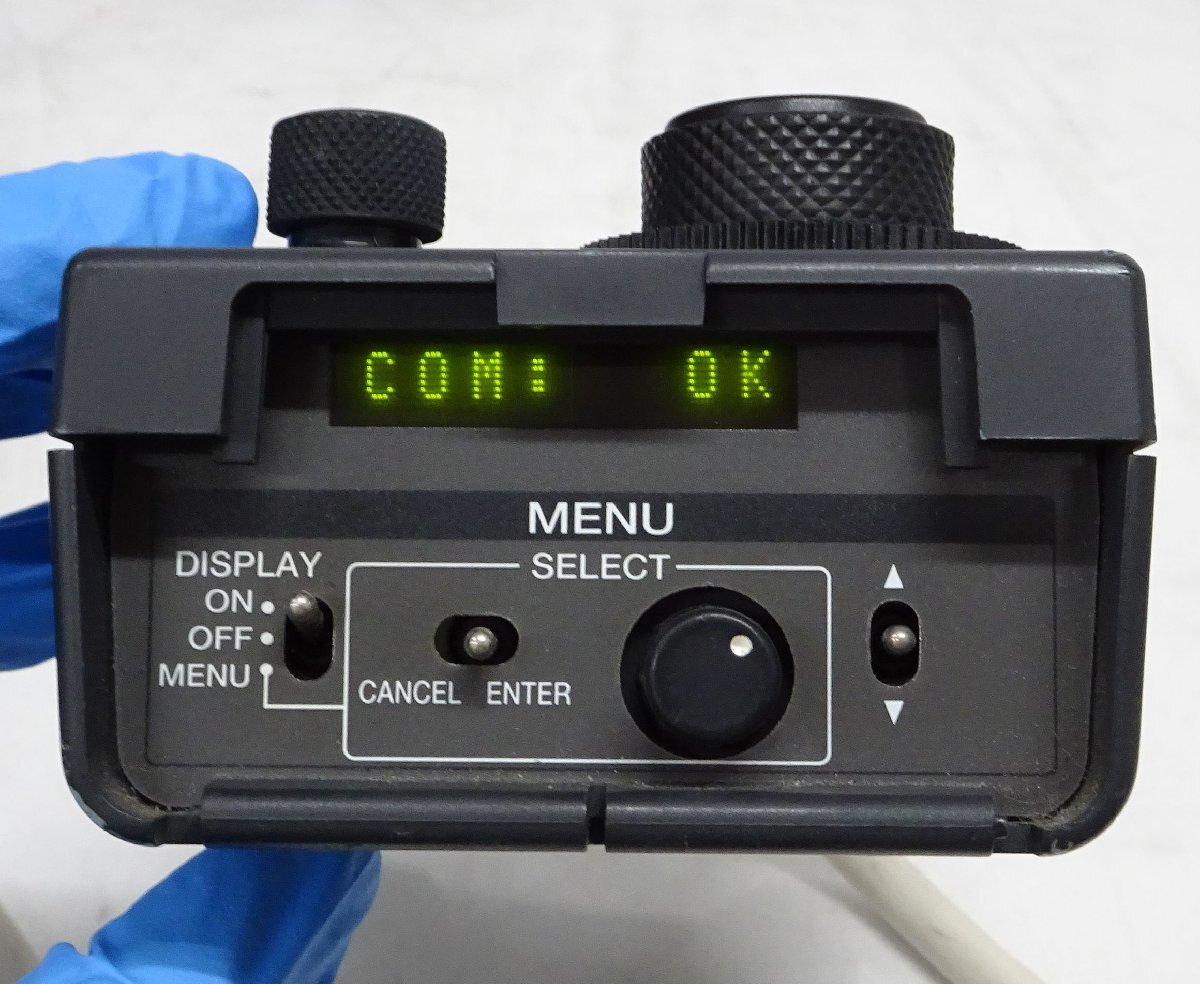 COM: OK
MENU
DISPLAY
SELECT
ON
OFF
MENU
CANCEL ENTER